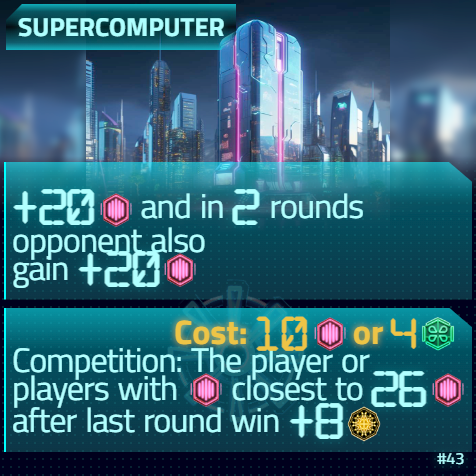 SUPERCOMPUTER
+20 and in 2 rounds
opponent also
gain +20
Cost: 10 or 4
Competition: The player or
players with closest to 26
after last round win +8
#43